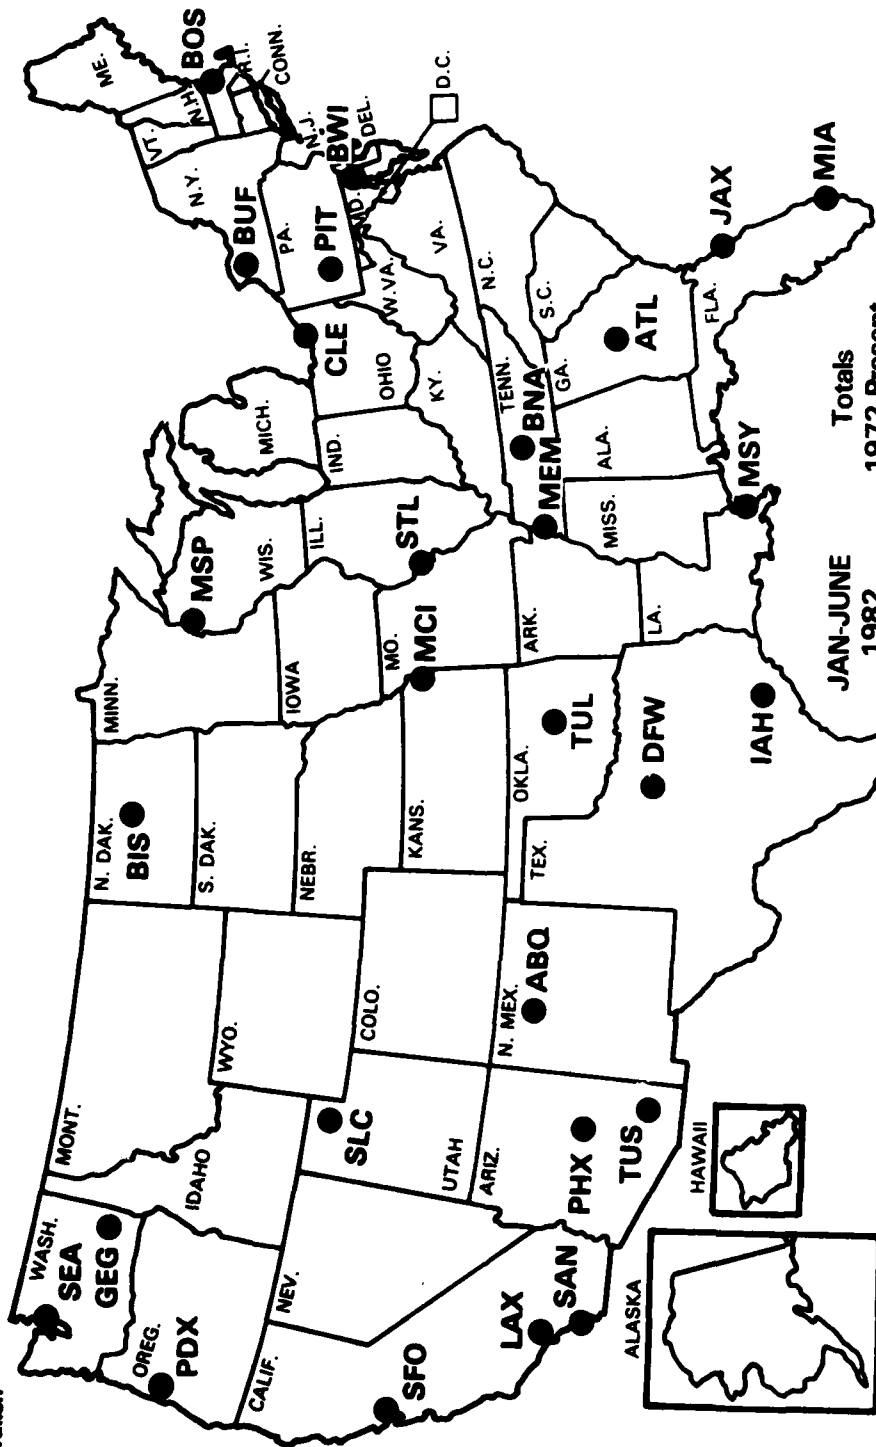 WASH.
SEA
GEG
OREG.
PDX
CALIF.
SFO
NEV.
LAX
SAN
IDAHO
MONT.
WYO.
UTAH
SLC
COLO.
ARIZ.
PHX
TUS
N. MEX.
ABQ
N. DAK.
BIS
S. DAK.
NEBR.
KANS.
OKLA.
TUL
TEX.
DFW
IAH
MINN.
MSP
IOWA
MO.
MCI
ARK.
LA.
WIS.
ILL.
STL
MICH.
IND.
OHIO
CLE
KY.
TENN.
BNA
MEM
MISS.
ALA.
MSY
GA.
ATL
FLA.
JAX
MIA
S.C.
N.C.
VA.
W.VA.
PA.
PIT
BUF
N.Y.
VT.
N.H.
ME.
BOS
R.I.
CONN.
N.J.
BWI
DEL.
MD.
D.C.
ALASKA
HAWAII
JAN-JUNE
1982
Totals
1972-Present